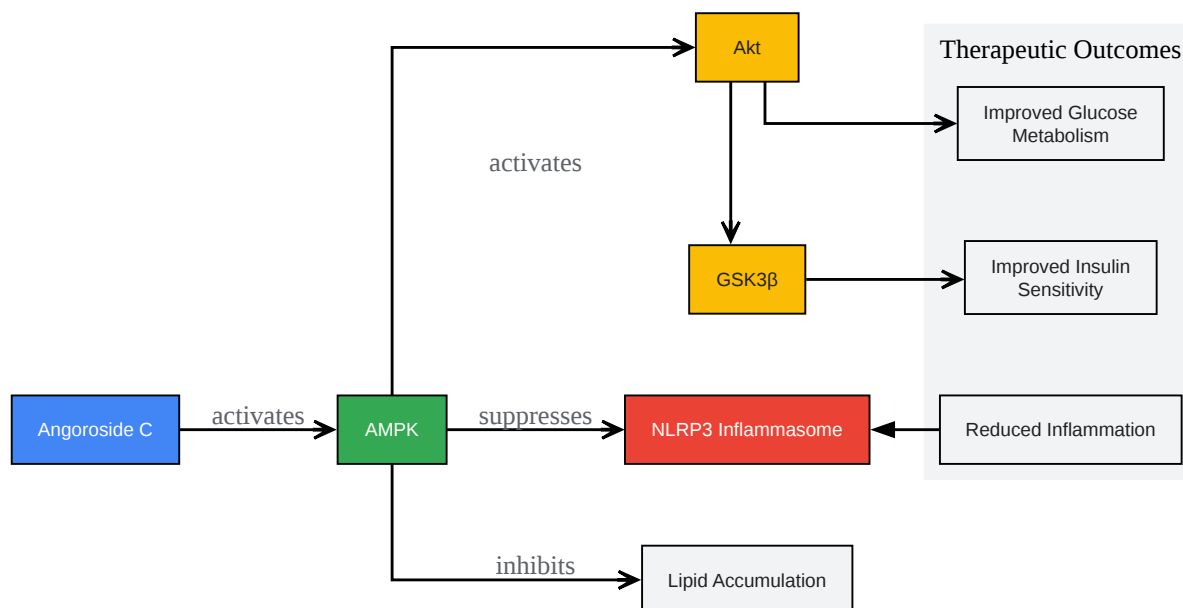 Akt
Therapeutic Outcomes
Improved Glucose
Metabolism
activates
GSK3β
Improved Insulin
Sensitivity
Angoroside C
activates
AMPK
suppresses
NLRP3 Inflammasome
Reduced Inflammation
inhibits
Lipid Accumulation